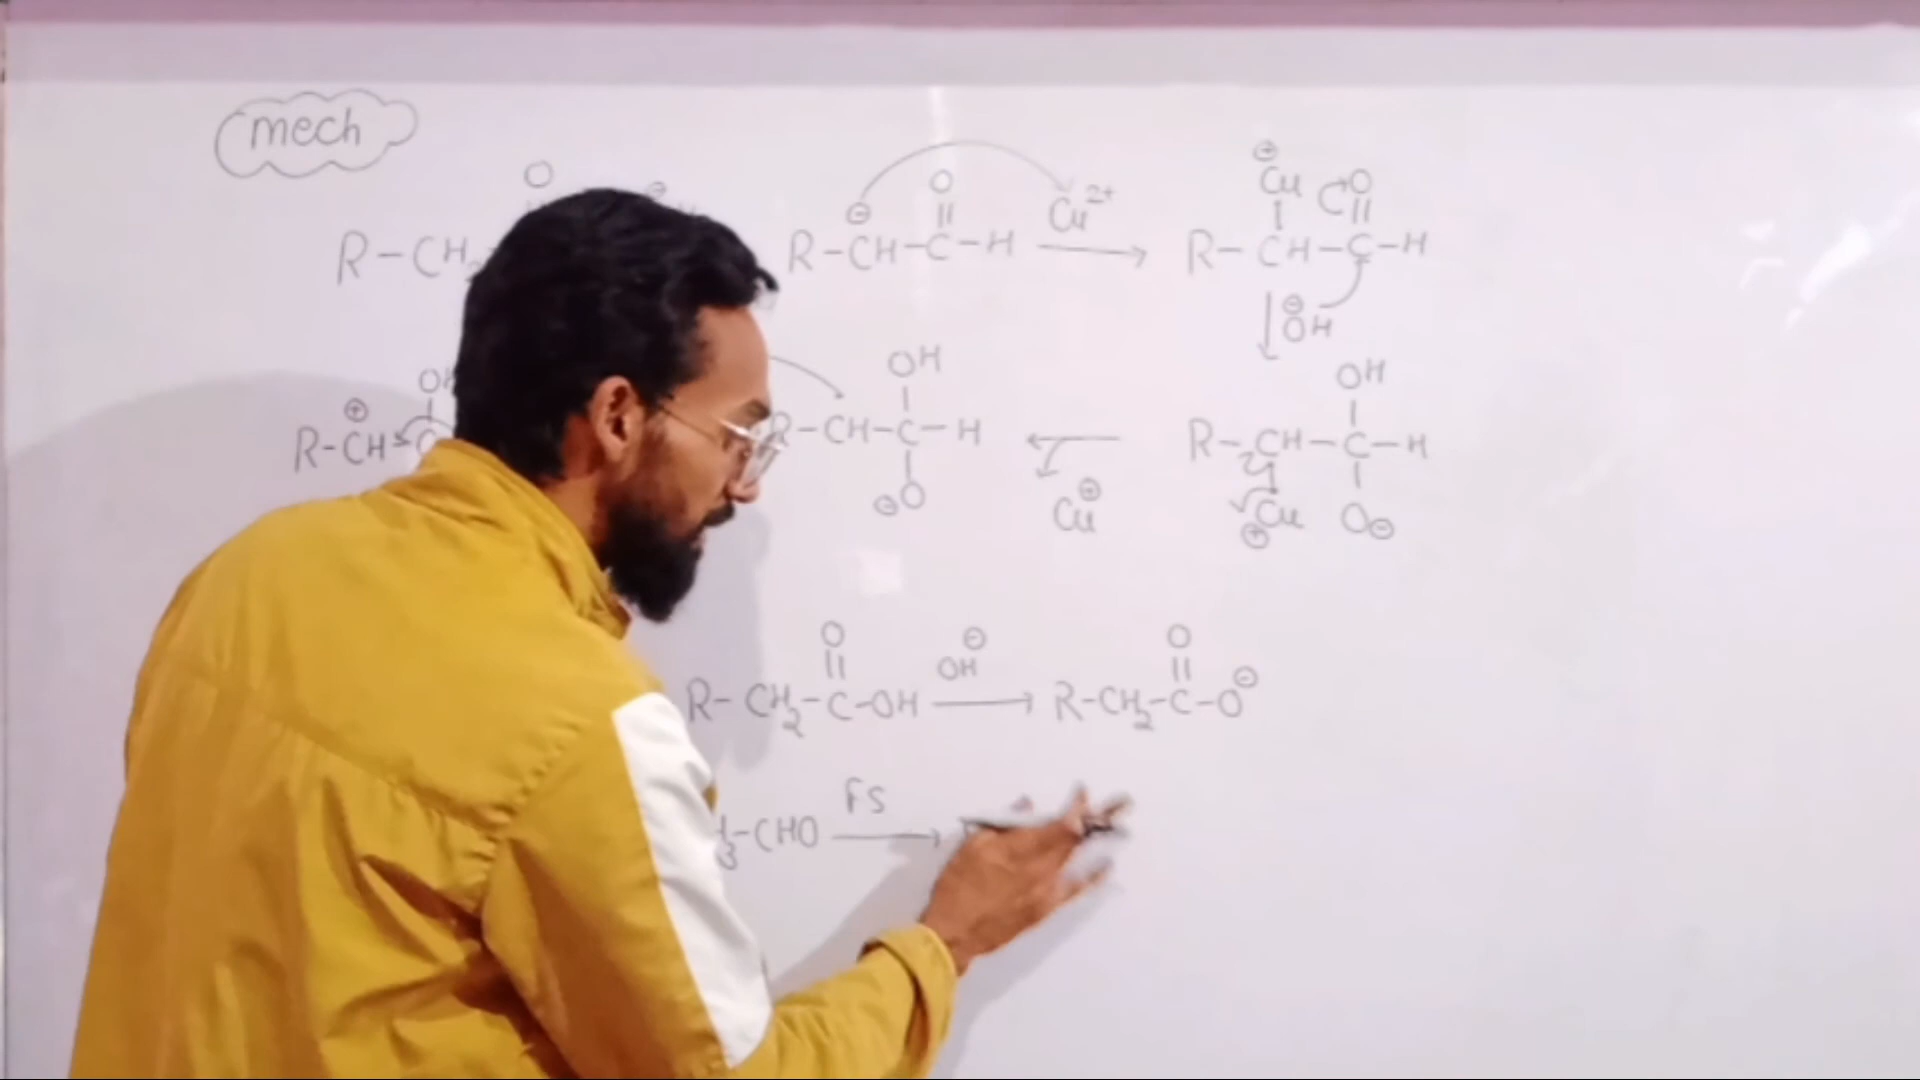 mech
O
R-CH
⊖ O
R-CH-C-H
Cu²⁺
⊕
Cu O
R-CH-C-H
⊖
OH
⊕ OH
R-CH
OH
R-CH-C-H
⊖O
⊕
Cu
OH
R-CH-C-H
Cu O⊖
⊕
O ⊖ O
R-CH₂-C-OH OH R-CH₂-C-O⊖
FS
₃-CHO